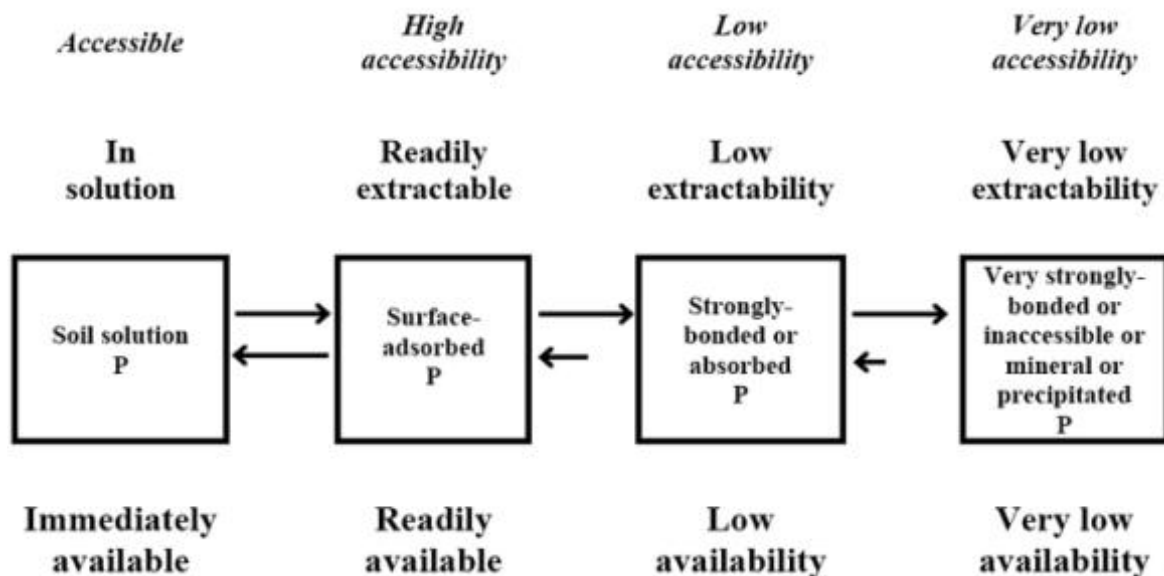 Accessible
High
accessibility
Low
accessibility
Very low
accessibility
In
solution
Readily
extractable
Low
extractability
Very low
extractability
Soil solution
P
Surface-
adsorbed
P
Strongly-
bonded or
absorbed
P
Very strongly-
bonded or
inaccessible or
mineral or
precipitated
P
Immediately
available
Readily
available
Low
availability
Very low
availability